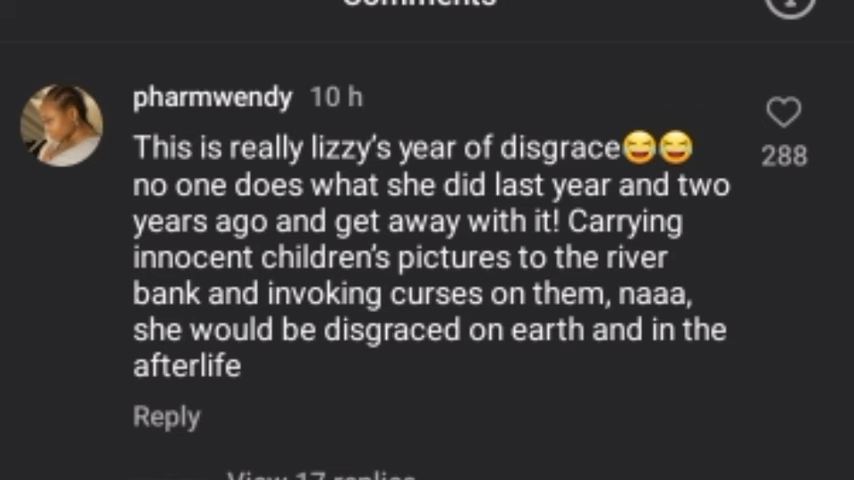 Comments
pharmwendy 10 h
This is really lizzy's year of disgrace😂😂
288
no one does what she did last year and two
years ago and get away with it! Carrying
innocent children's pictures to the river
bank and invoking curses on them, naaa,
she would be disgraced on earth and in the
afterlife
Reply
View 17 replies